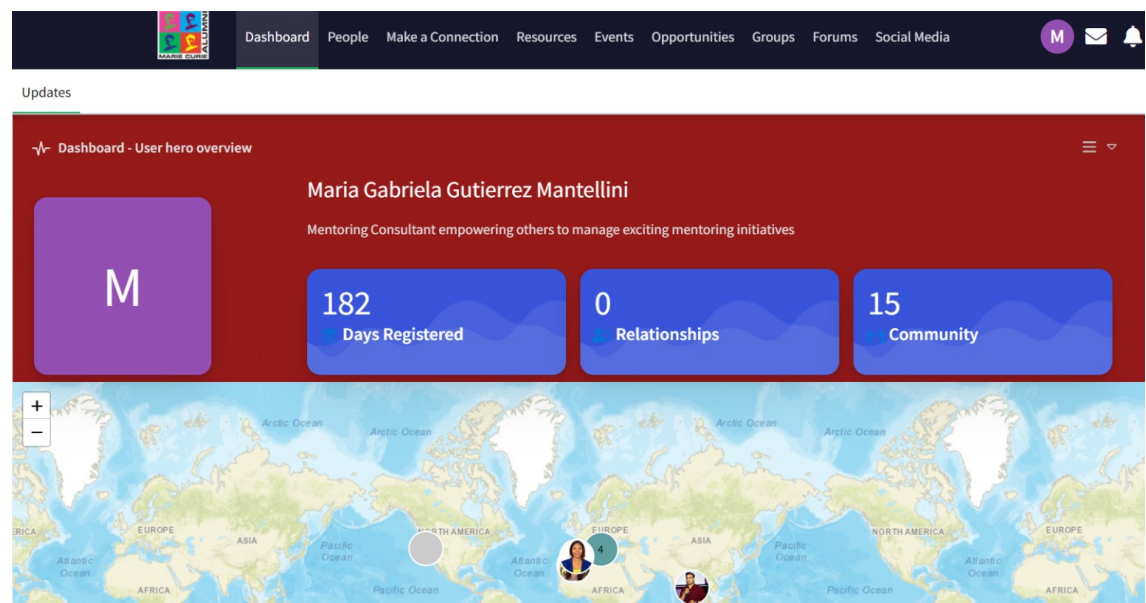 MARIE CURIE
ALUMNI
Dashboard People Make a Connection Resources Events Opportunities Groups Forums Social Media M
Updates
Dashboard - User hero overview
Maria Gabriela Gutierrez Mantellini
Mentoring Consultant empowering others to manage exciting mentoring initiatives
M
182 0 15
Days Registered Relationships Community
+
−
Arctic Ocean Arctic Ocean Arctic Ocean Arctic Ocean
EUROPE ASIA NORTH AMERICA EUROPE ASIA NORTH AMERICA EUROPE
4
Atlantic Ocean Pacific Ocean Atlantic Ocean Pacific Ocean Atlantic Ocean
AFRICA Pacific Ocean AFRICA Pacific Ocean AFRICA